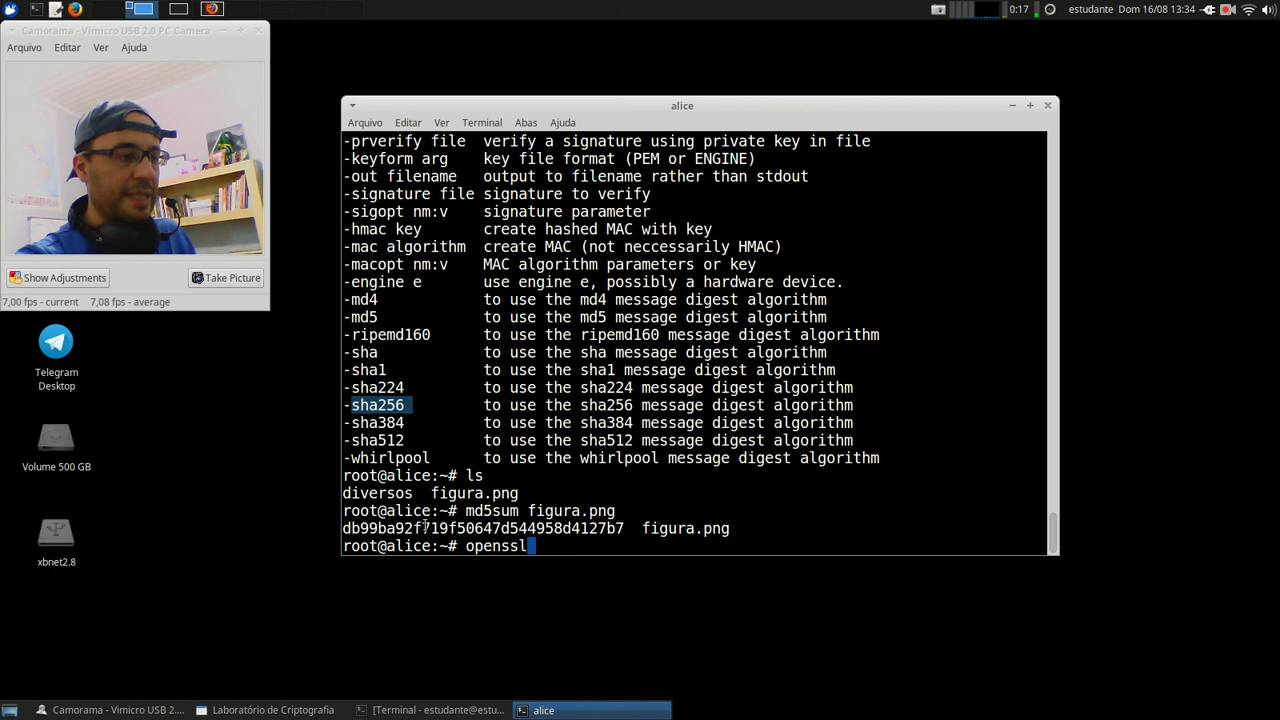 estudante Dom 16/08 13:34
0:17
Camorama - Vimicro USB 2.0 PC Camera
Arquivo Editar Ver Ajuda
Show Adjustments Take Picture
7,00 fps - current 7,08 fps - average
Telegram
Desktop
Volume 500 GB
xbnet2.8
alice
Arquivo Editar Ver Terminal Abas Ajuda
-prverify file verify a signature using private key in file
-keyform arg key file format (PEM or ENGINE)
-out filename output to filename rather than stdout
-signature file signature to verify
-sigopt nm:v signature parameter
-hmac key create hashed MAC with key
-mac algorithm create MAC (not neccessarily HMAC)
-macopt nm:v MAC algorithm parameters or key
-engine e use engine e, possibly a hardware device.
-md4 to use the md4 message digest algorithm
-md5 to use the md5 message digest algorithm
-ripemd160 to use the ripemd160 message digest algorithm
-sha to use the sha message digest algorithm
-sha1 to use the sha1 message digest algorithm
-sha224 to use the sha224 message digest algorithm
-sha256 to use the sha256 message digest algorithm
-sha384 to use the sha384 message digest algorithm
-sha512 to use the sha512 message digest algorithm
-whirlpool to use the whirlpool message digest algorithm
root@alice:~# ls
diversos figura.png
root@alice:~# md5sum figura.png
figura.png
root@alice:~# openssl
Camorama - Vimicro USB 2....
Laboratório de Criptografia
[Terminal - estudante@estu...
alice